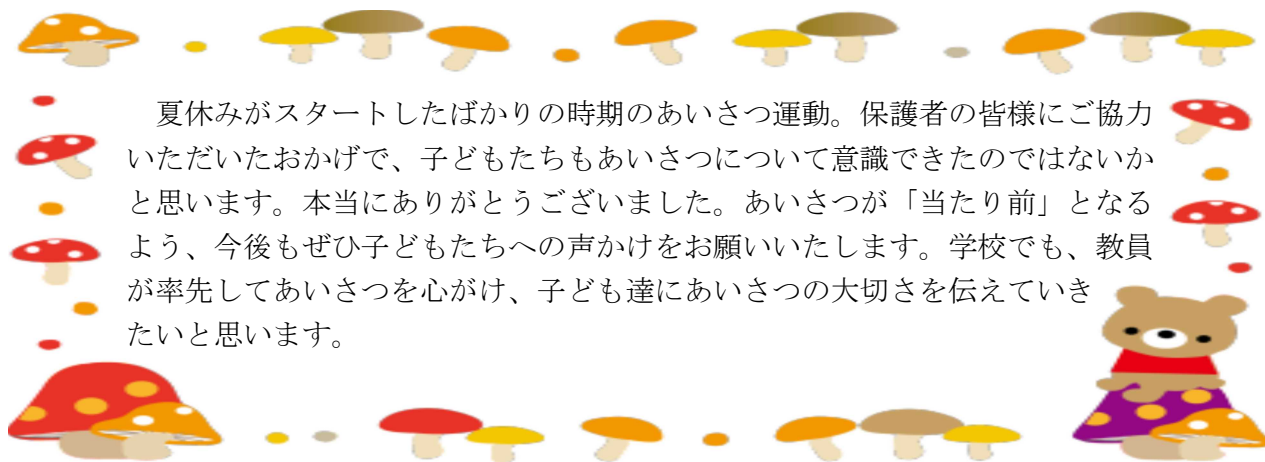 夏休みがスタートしたばかりの時期のあいさつ運動。保護者の皆様にご協力
いただいたおかげで、子どもたちもあいさつについて意識できたのではないか
と思います。本当にありがとうございました。あいさつが「当たり前」となる
よう、今後もぜひ子どもたちへの声かけをお願いいたします。学校でも、教員
が率先してあいさつを心がけ、子ども達にあいさつの大切さを伝えていき
たいと思います。